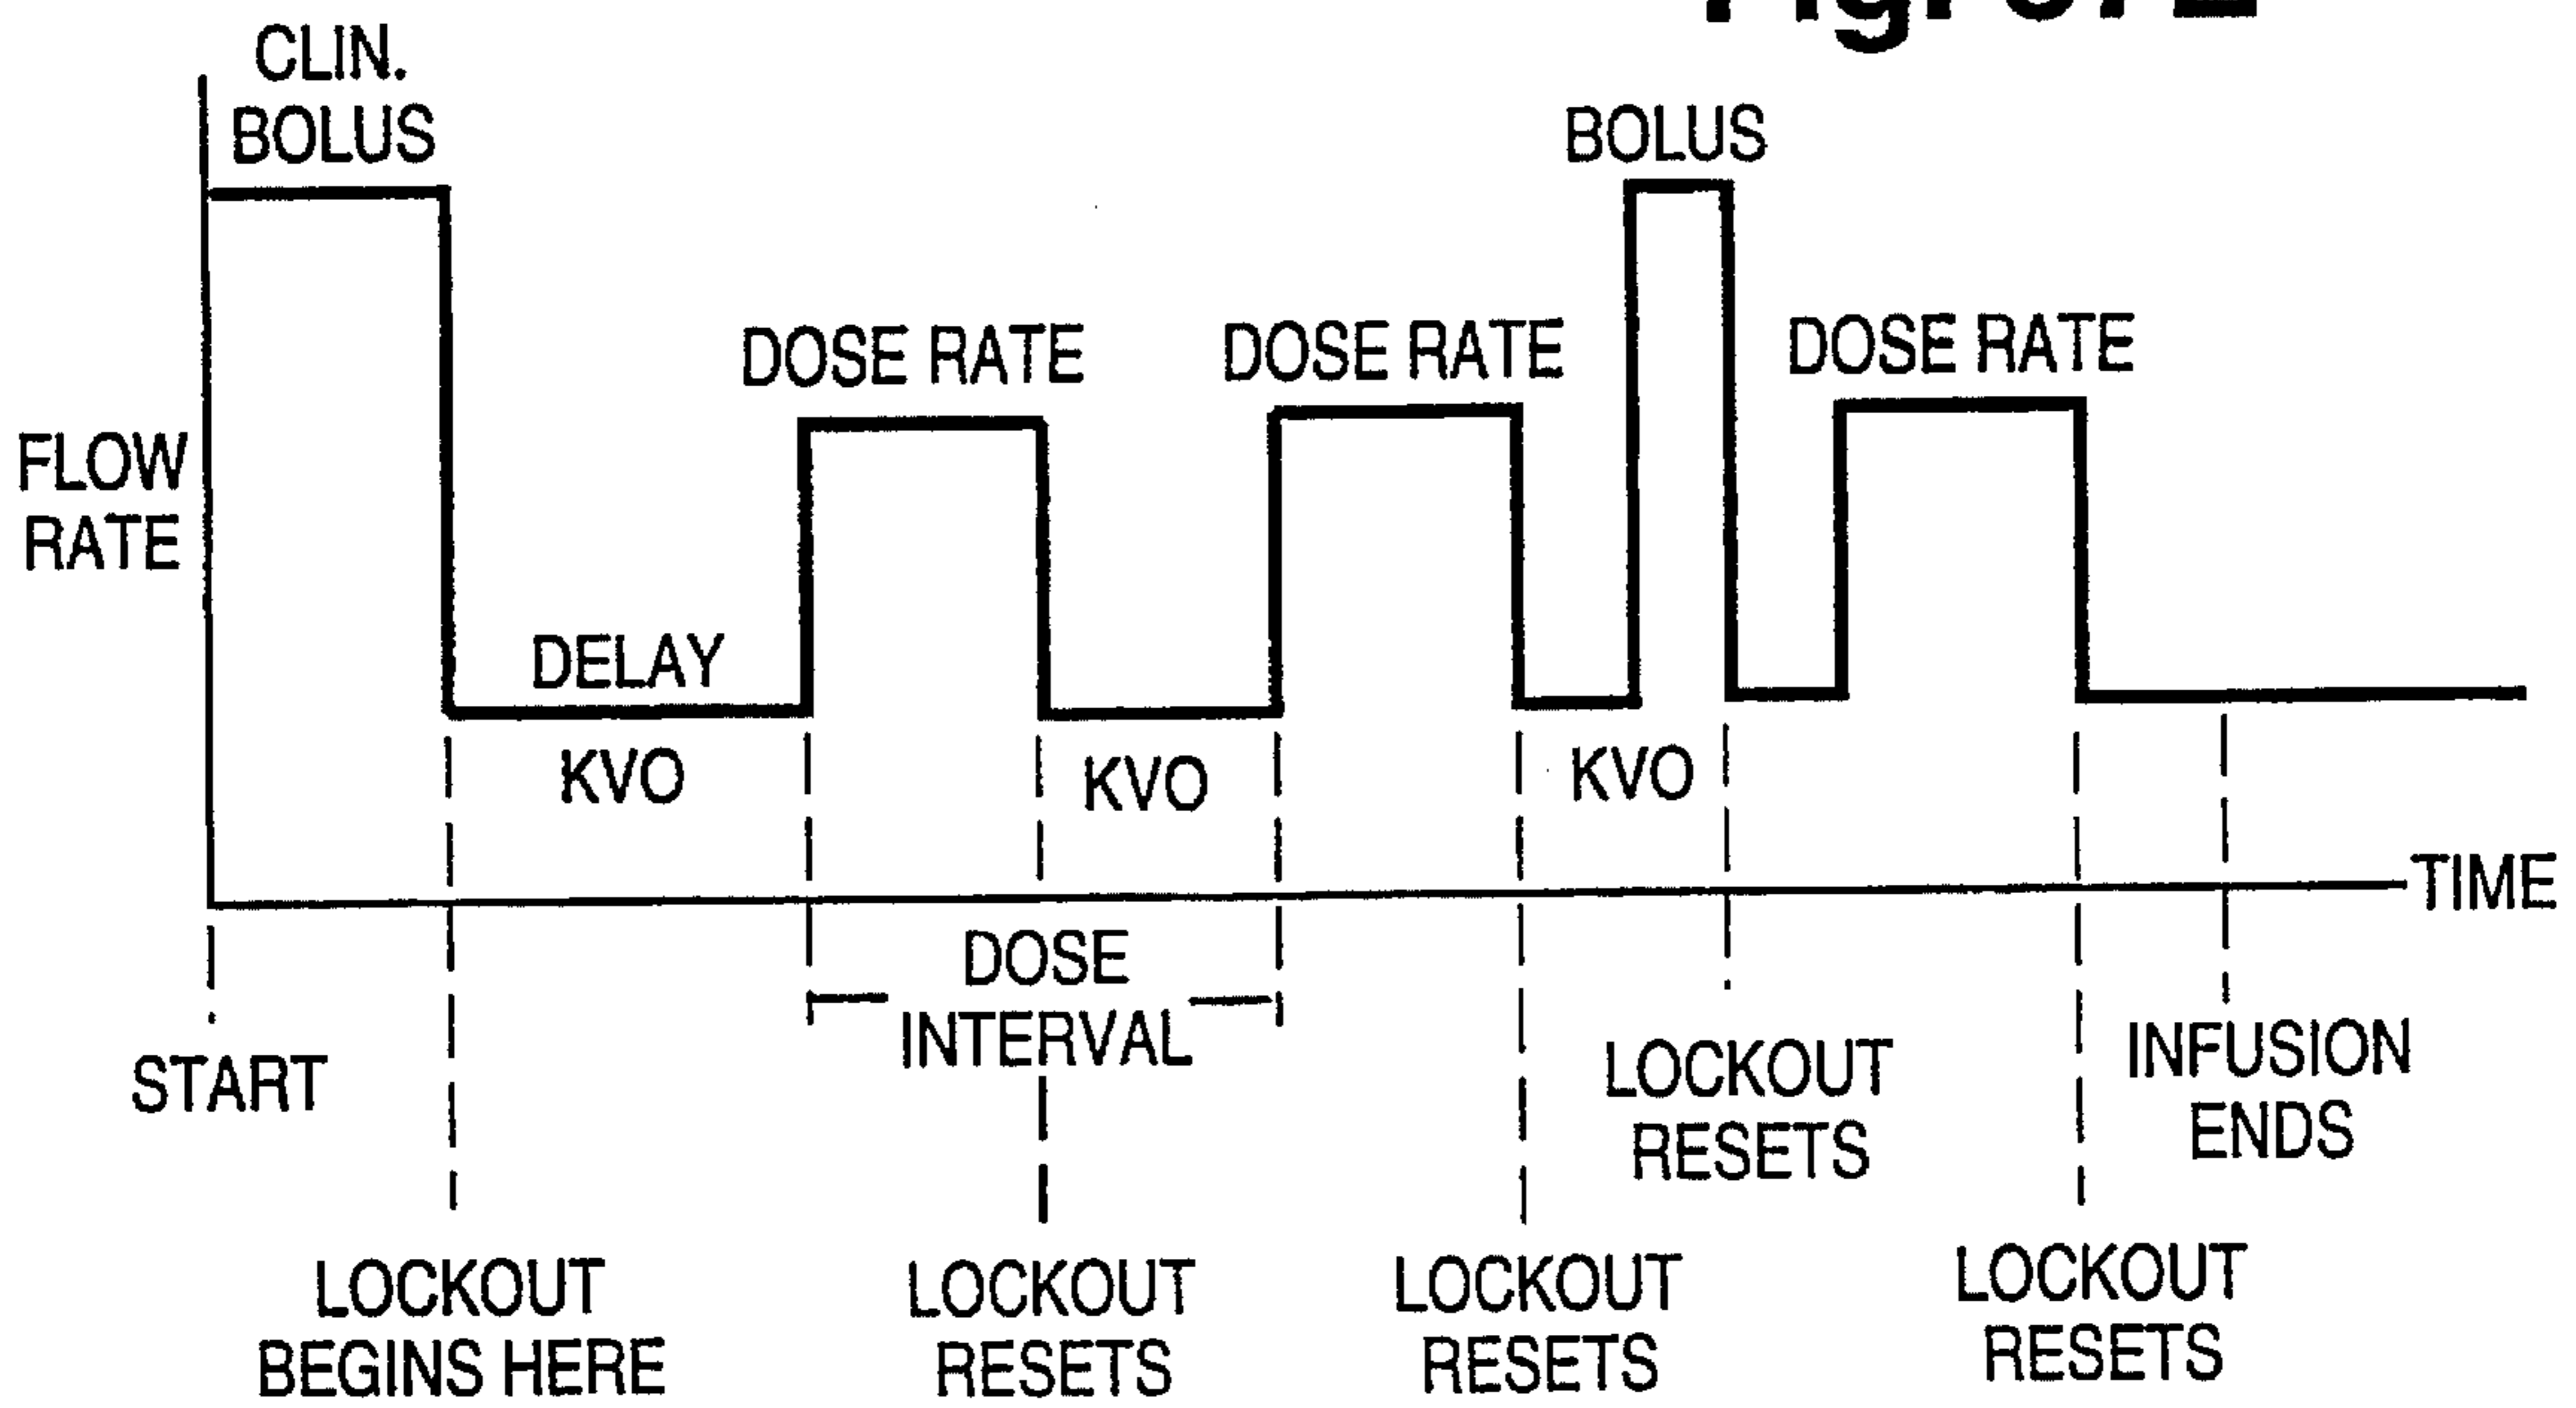 CLIN.
BOLUS
BOLUS
DOSE RATE
DOSE RATE
DOSE RATE
FLOW
RATE
DELAY
KVO
KVO
KVO
TIME
DOSE
INTERVAL
START
LOCKOUT
RESETS
INFUSION
ENDS
LOCKOUT
BEGINS HERE
LOCKOUT
RESETS
LOCKOUT
RESETS
LOCKOUT
RESETS